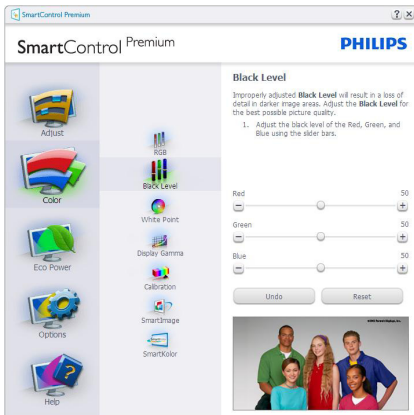 SmartControl Premium
SmartControl Premium
PHILIPS
Adjust
Color
Eco Power
Options
Help
RGB
Black Level
White Point
Display Gamma
Calibration
SmartImage
SmartKolor
Black Level
Improperly adjusted Black Level will result in a loss of
detail in darker image areas. Adjust the Black Level for
the best possible picture quality.
1. Adjust the black level of the Red, Green, and
Blue using the slider bars.
Red 50
Green 50
Blue 50
Undo Reset